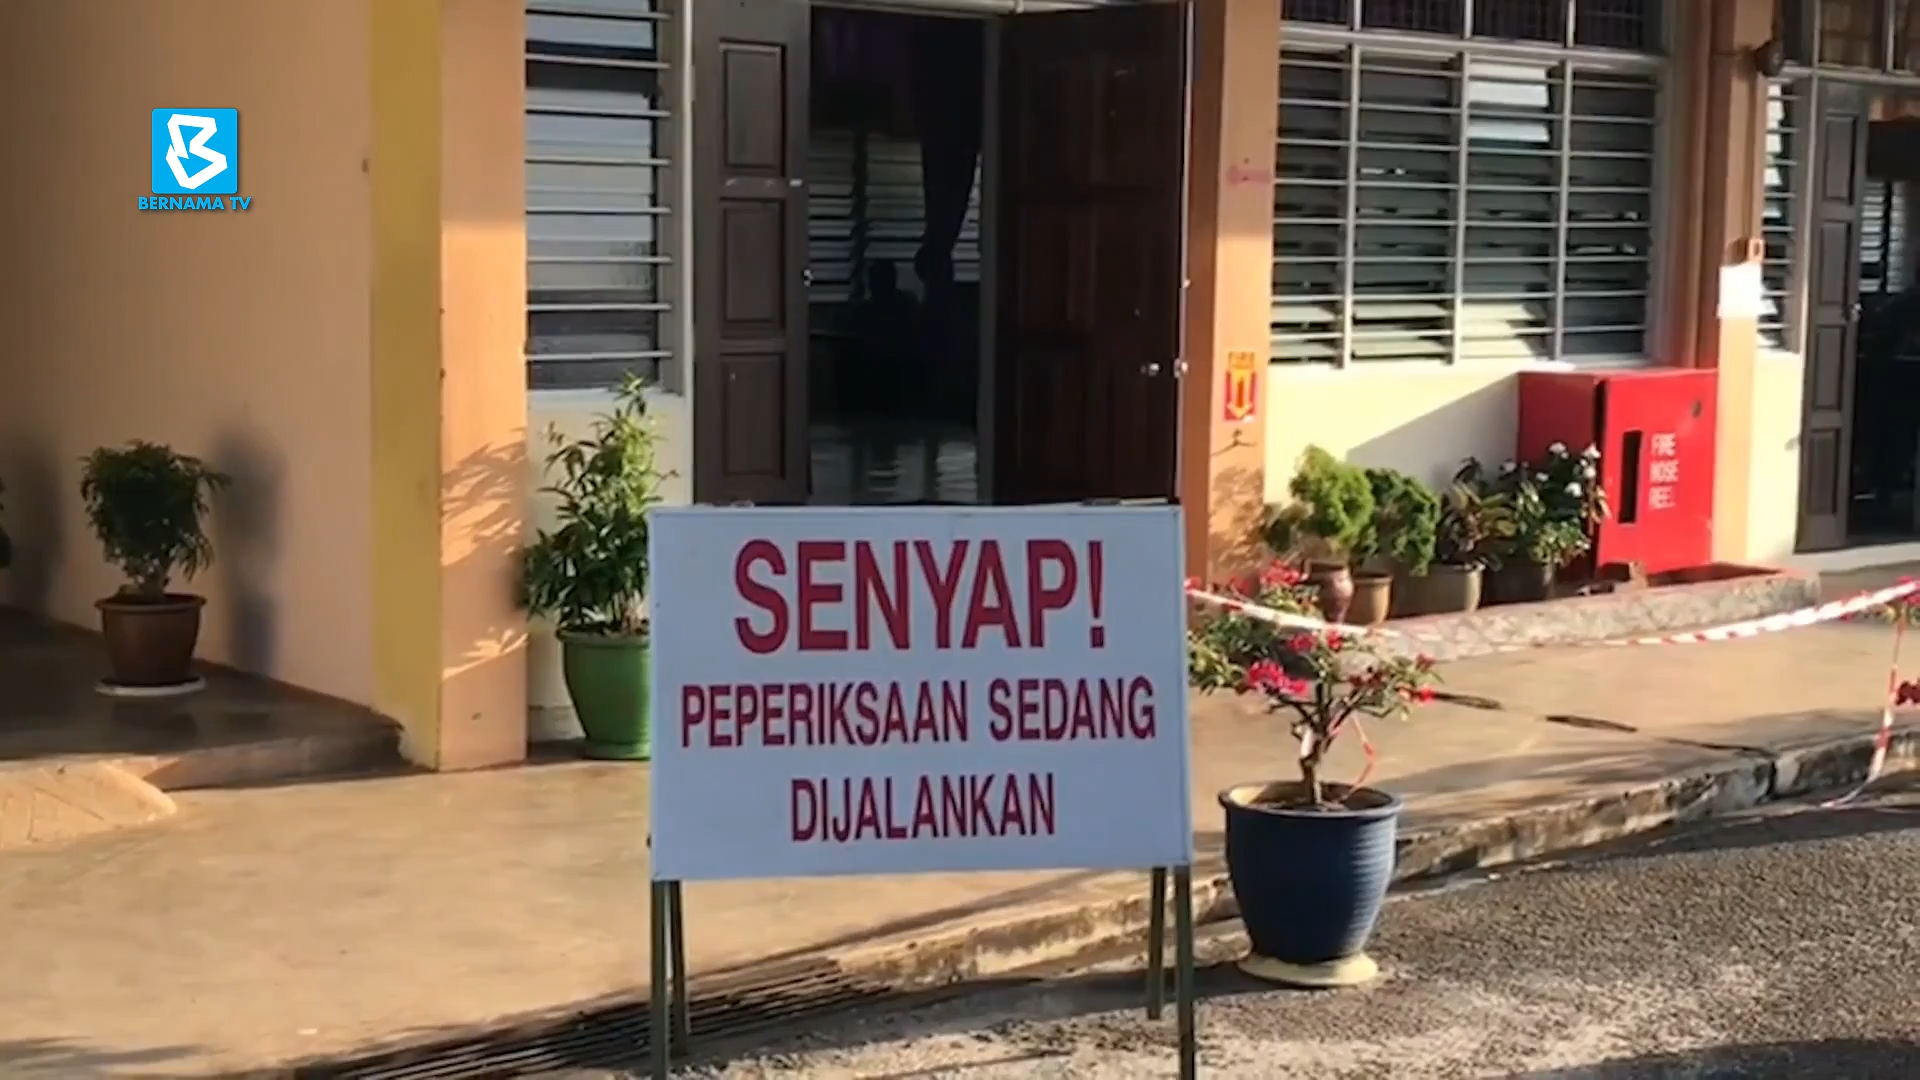 BERNAMA TV
SENYAP!
PEPERIKSAAN SEDANG
DIJALANKAN
FIRE
HOSE
REEL